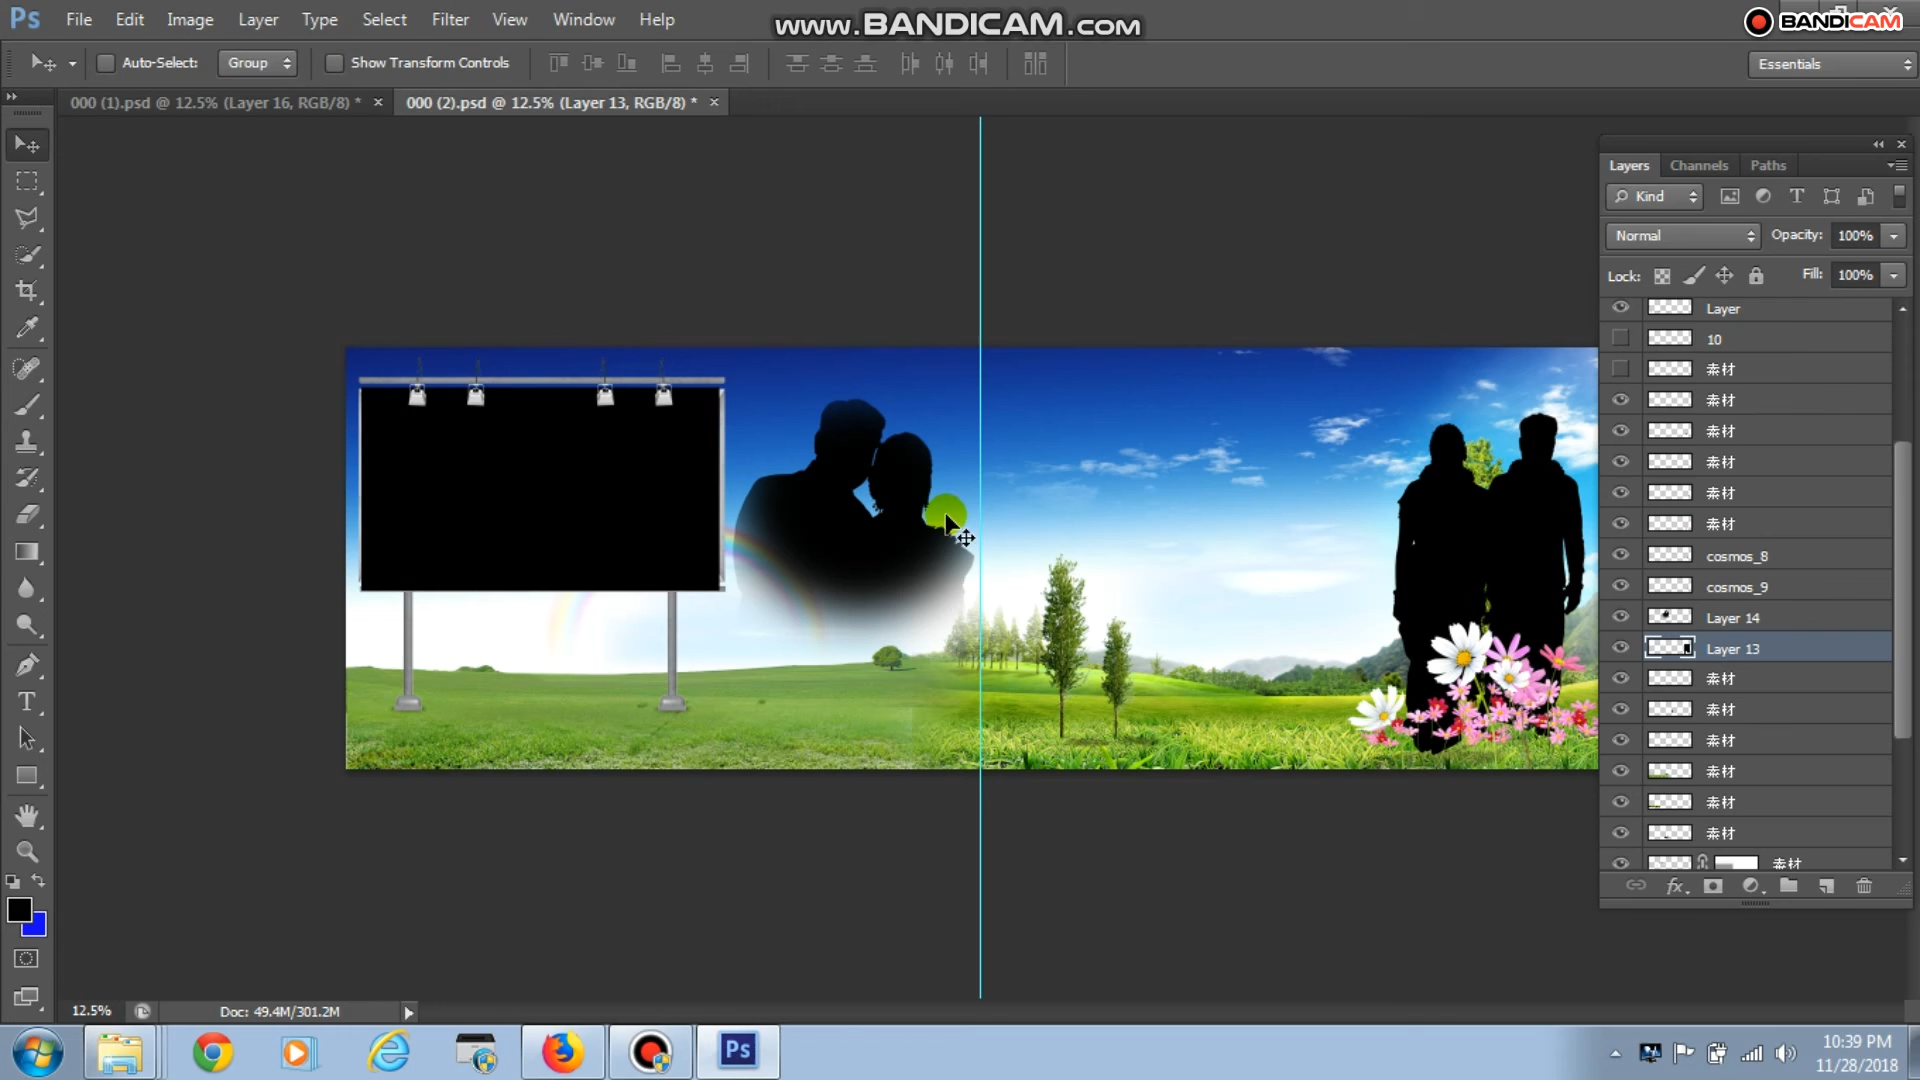 Ps File Edit Image Layer Type Select Filter View Window Help
www.BANDICAM.com
BANDICAM
Auto-Select: Group Show Transform Controls Essentials
000 (1).psd @ 12.5% (Layer 16, RGB/8) * × 000 (2).psd @ 12.5% (Layer 13, RGB/8) * ×
Layers Channels Paths
Kind
Normal Opacity: 100%
Lock: Fill: 100%
Layer
10
素材
素材
素材
素材
素材
素材
cosmos_8
cosmos_9
Layer 14
Layer 13
素材
素材
素材
素材
素材
素材
素材
fx
12.5% Doc: 49.4M/301.2M
Ps
10:39 PM
11/28/2018